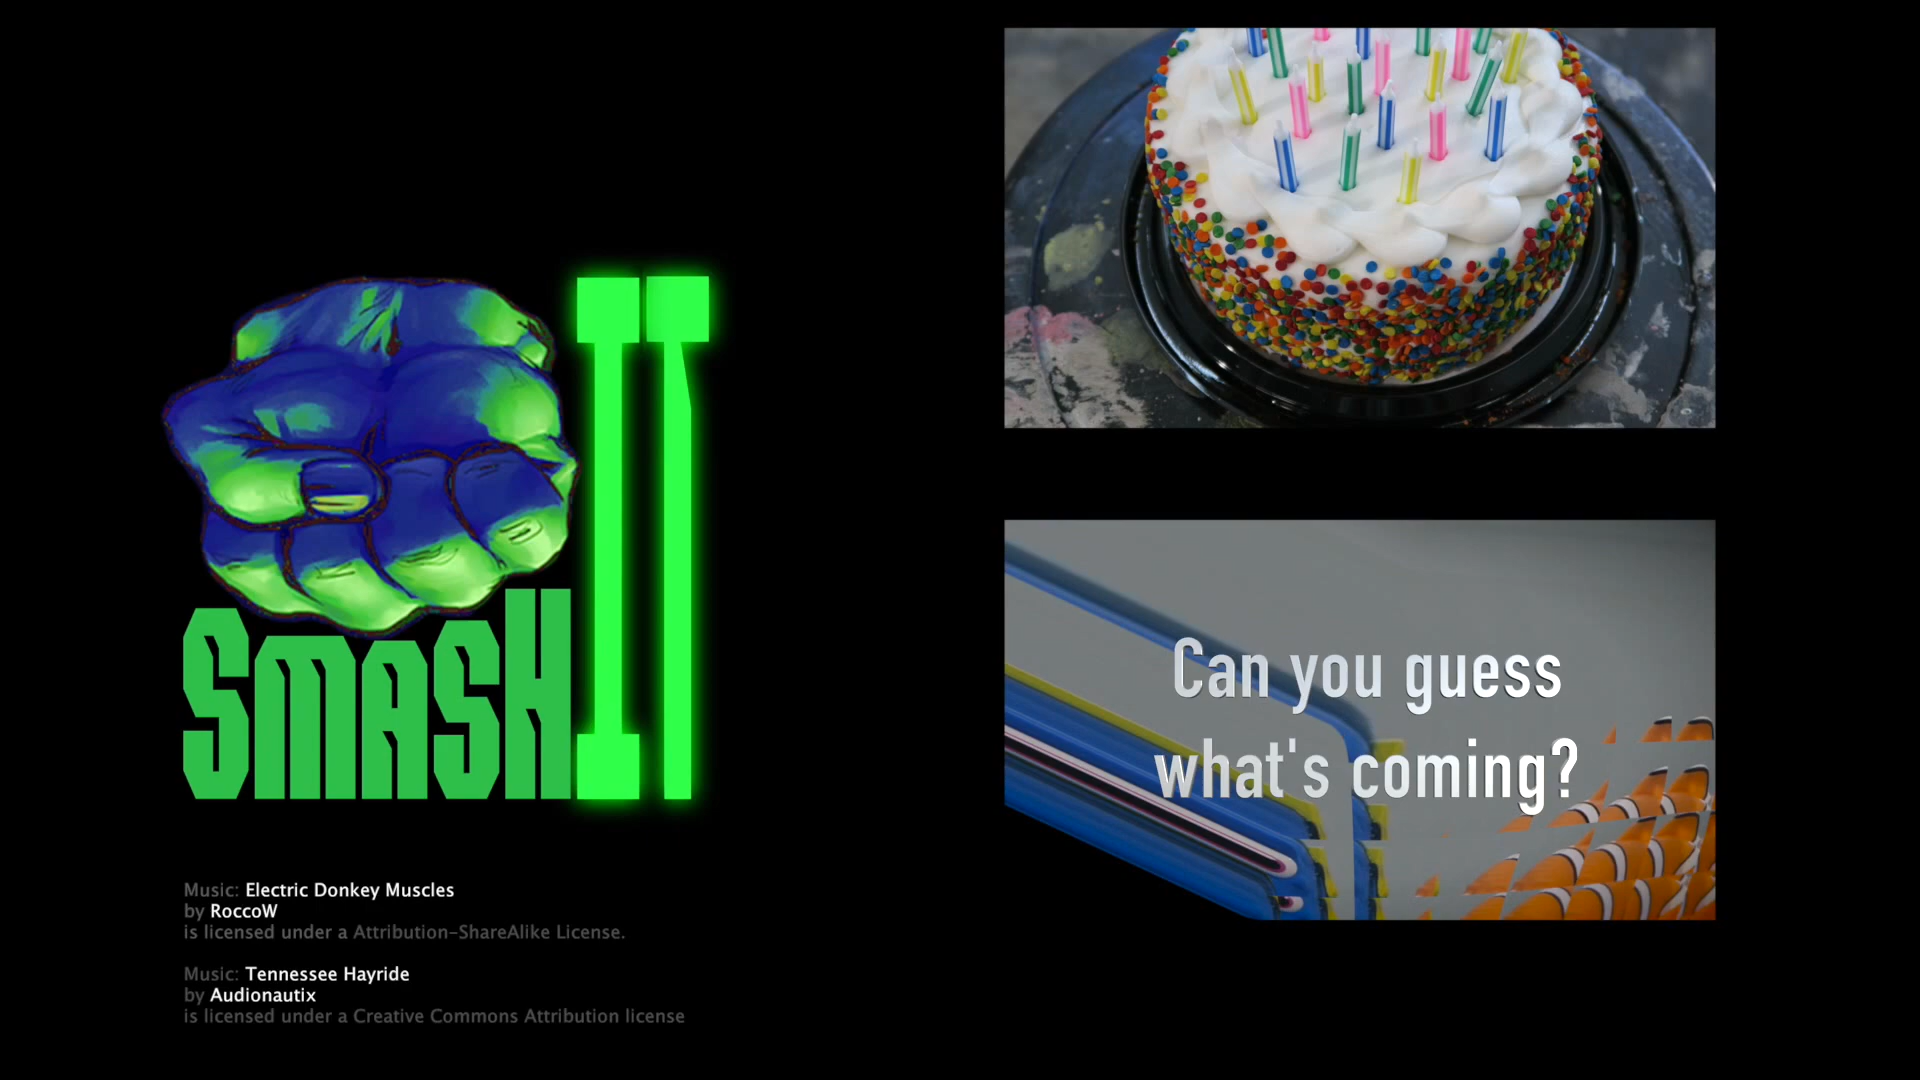 SMASH IT
Music: Electric Donkey Muscles
by RoccoW
is licensed under a Attribution-ShareAlike License.
Music: Tennessee Hayride
by Audionautix
is licensed under a Creative Commons Attribution license
Can you guess
what's coming?